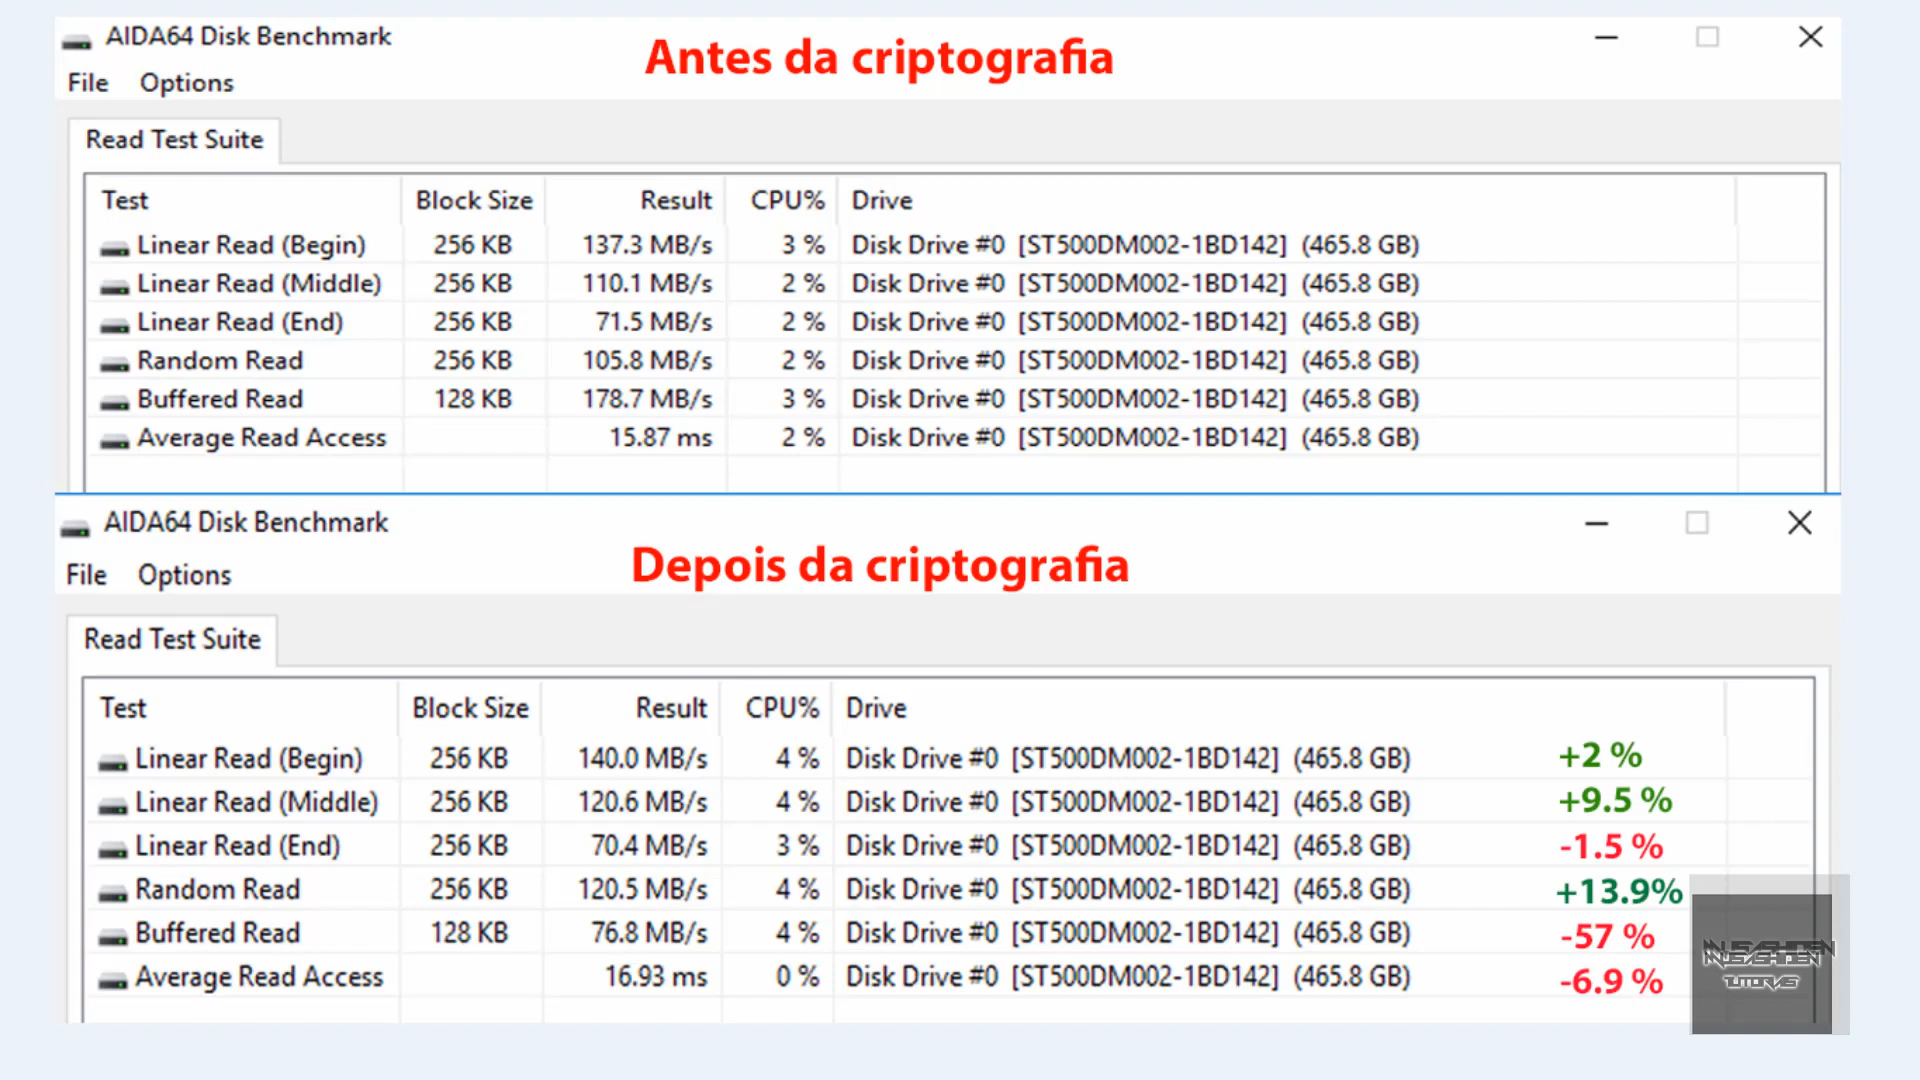 AIDA64 Disk Benchmark
Antes da criptografia
File Options
Read Test Suite
Test Block Size Result CPU% Drive
Linear Read (Begin) 256 KB 137.3 MB/s 3 % Disk Drive #0 [ST500DM002-1BD142] (465.8 GB)
Linear Read (Middle) 256 KB 110.1 MB/s 2 % Disk Drive #0 [ST500DM002-1BD142] (465.8 GB)
Linear Read (End) 256 KB 71.5 MB/s 2 % Disk Drive #0 [ST500DM002-1BD142] (465.8 GB)
Random Read 256 KB 105.8 MB/s 2 % Disk Drive #0 [ST500DM002-1BD142] (465.8 GB)
Buffered Read 128 KB 178.7 MB/s 3 % Disk Drive #0 [ST500DM002-1BD142] (465.8 GB)
Average Read Access 15.87 ms 2 % Disk Drive #0 [ST500DM002-1BD142] (465.8 GB)
AIDA64 Disk Benchmark
Depois da criptografia
File Options
Read Test Suite
Test Block Size Result CPU% Drive
Linear Read (Begin) 256 KB 140.0 MB/s 4 % Disk Drive #0 [ST500DM002-1BD142] (465.8 GB) +2 %
Linear Read (Middle) 256 KB 120.6 MB/s 4 % Disk Drive #0 [ST500DM002-1BD142] (465.8 GB) +9.5 %
Linear Read (End) 256 KB 70.4 MB/s 3 % Disk Drive #0 [ST500DM002-1BD142] (465.8 GB) -1.5 %
Random Read 256 KB 120.5 MB/s 4 % Disk Drive #0 [ST500DM002-1BD142] (465.8 GB) +13.9%
Buffered Read 128 KB 76.8 MB/s 4 % Disk Drive #0 [ST500DM002-1BD142] (465.8 GB) -57 %
Average Read Access 16.93 ms 0 % Disk Drive #0 [ST500DM002-1BD142] (465.8 GB) -6.9 %